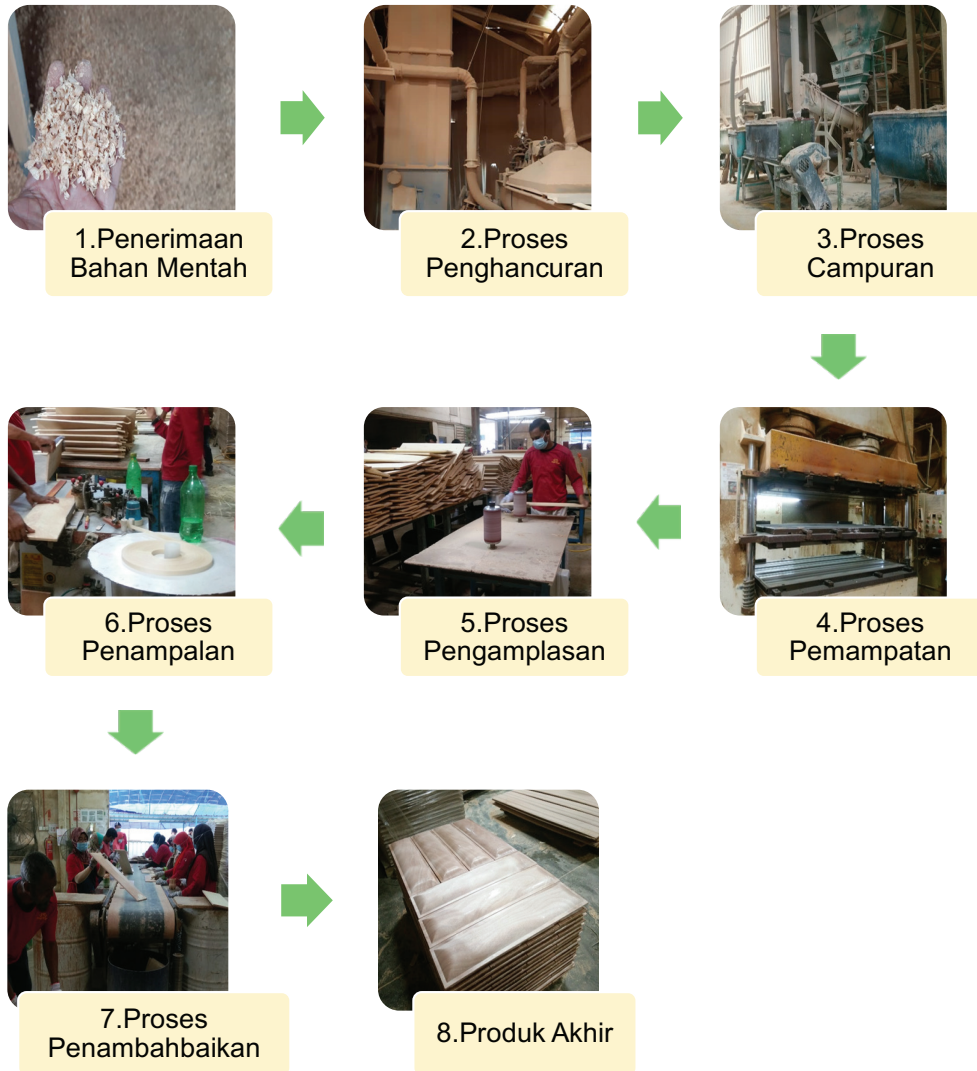 1.Penerimaan
Bahan Mentah
2.Proses
Penghancuran
3.Proses
Campuran
4.Proses
Pemampatan
5.Proses
Pengamplasan
6.Proses
Penampalan
7.Proses
Penambahbaikan
8.Produk Akhir